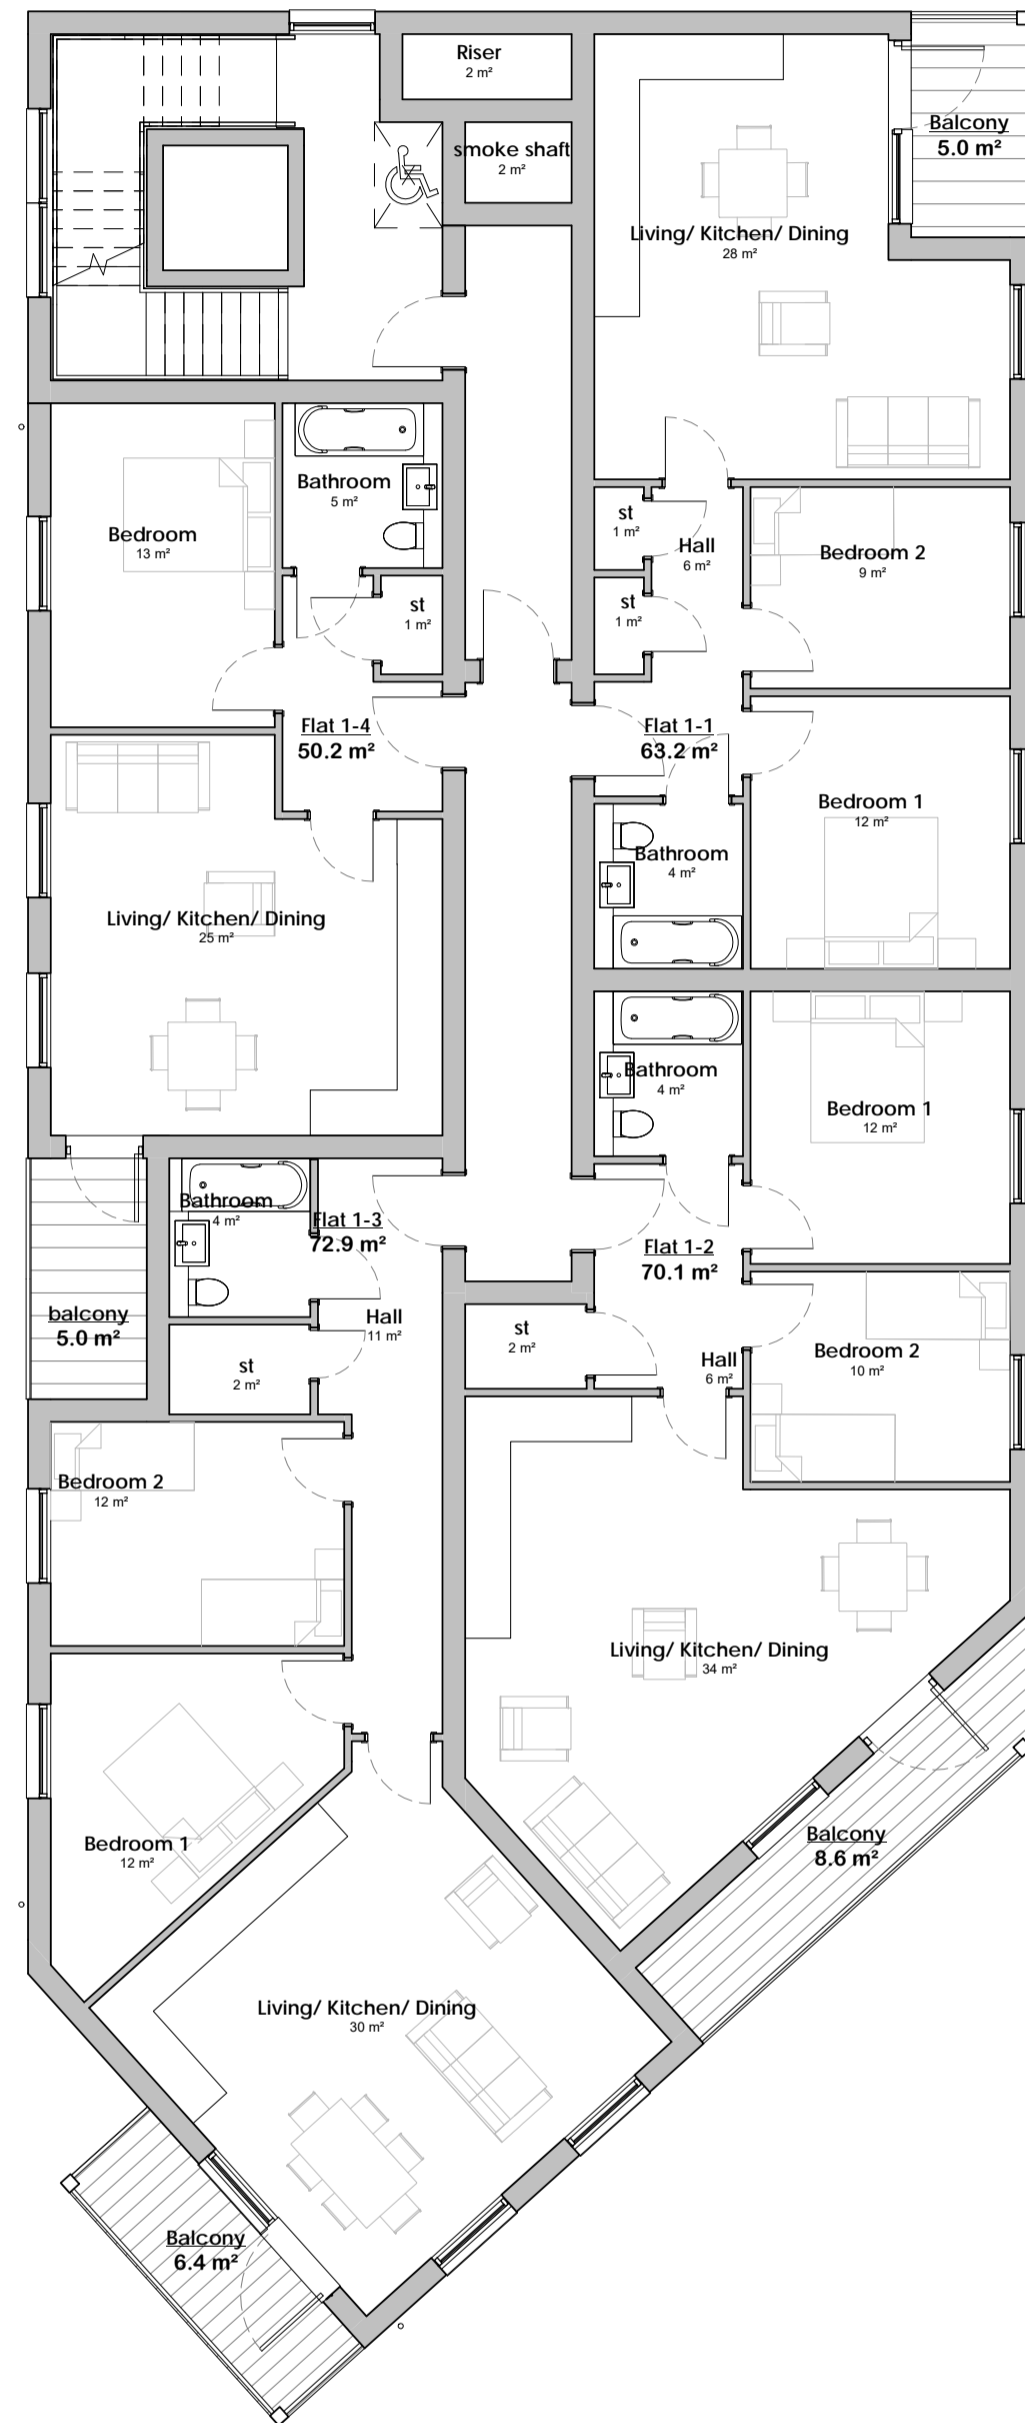 Riser
2 m²
smoke shaft
2 m²
Balcony
5.0 m²
Living/ Kitchen/ Dining
28 m²
Bathroom
5 m²
Bedroom
13 m²
st
1 m²
Hall
6 m²
Bedroom 2
9 m²
st
1 m²
st
1 m²
Flat 1-4
50.2 m²
Flat 1-1
63.2 m²
Bedroom 1
12 m²
Bathroom
4 m²
Living/ Kitchen/ Dining
25 m²
Bathroom
4 m²
Bedroom 1
12 m²
Bathroom
4 m²
Flat 1-3
72.9 m²
Flat 1-2
70.1 m²
balcony
5.0 m²
Hall
11 m²
st
2 m²
st
2 m²
Hall
6 m²
Bedroom 2
10 m²
Bedroom 2
12 m²
Living/ Kitchen/ Dining
34 m²
Bedroom 1
12 m²
Balcony
8.6 m²
Living/ Kitchen/ Dining
30 m²
Balcony
6.4 m²